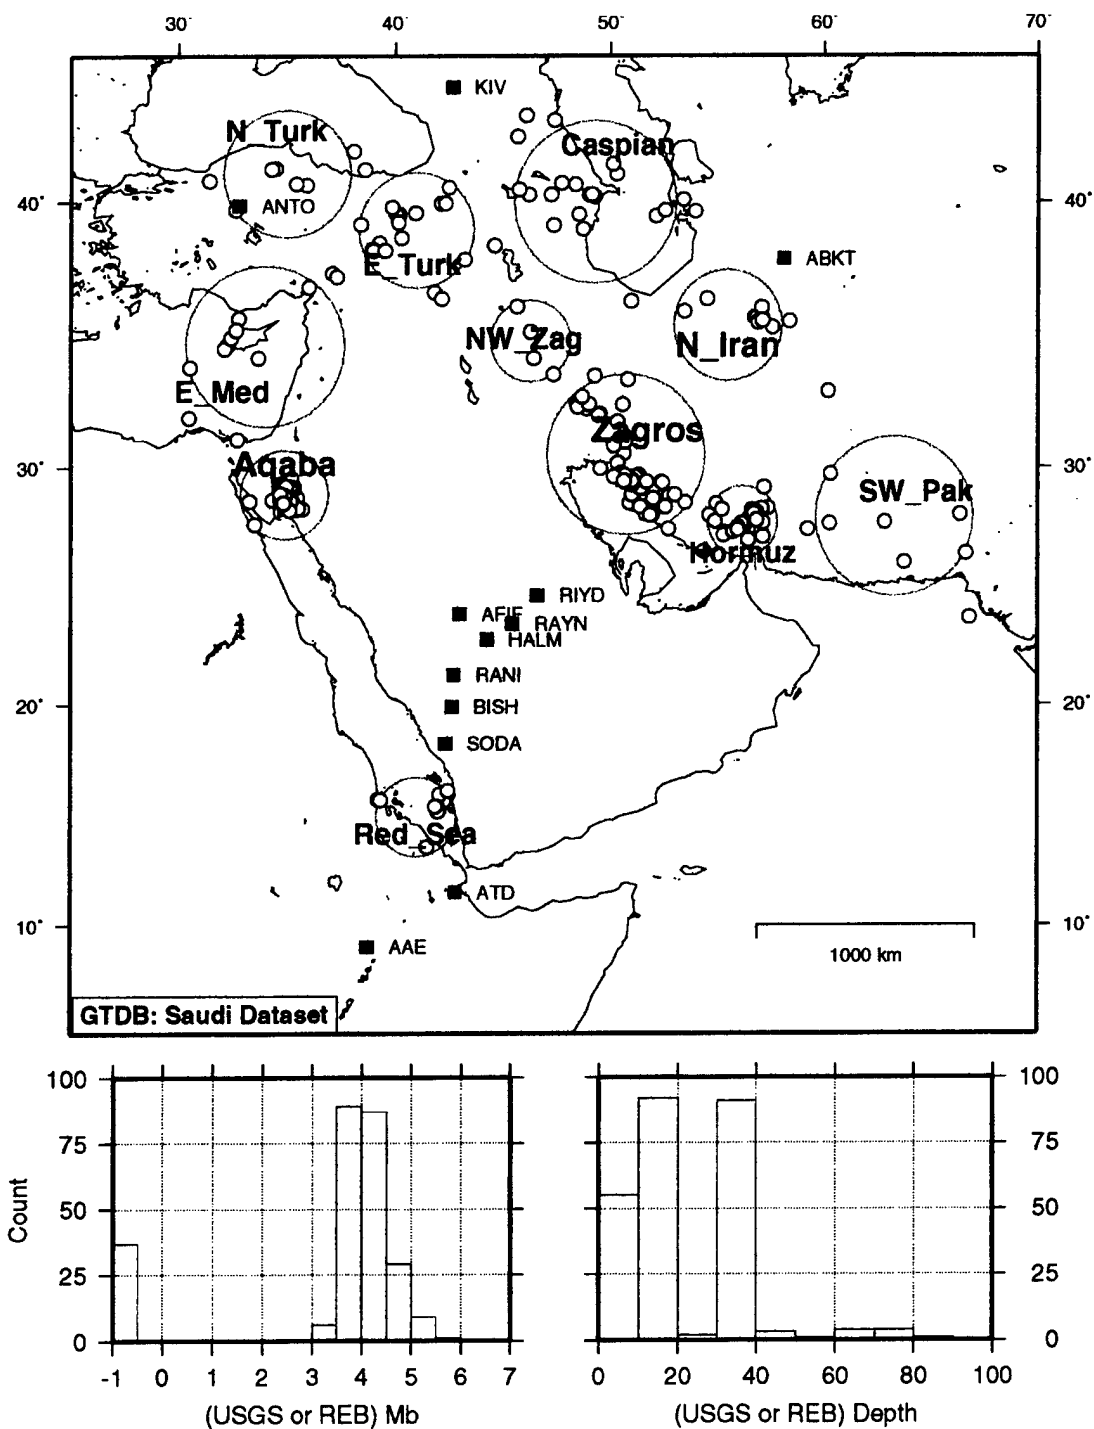 30° 40° 50° 60° 70°
KIV
N_Turk
Caspian
40° ANTO 40°
E_Turk
ABKT
NW_Zag
N_Iran
E_Med
Zagros
Aqaba
30° 30°
SW_Pak
Hormuz
RIYD
AFIF
RAYN
HALM
RANI
20° BISH 20°
SODA
Red_Sea
ATD
10° 10°
AAE
1000 km
GTDB: Saudi Dataset
100 100
75 75
50 50
25 25
0 0
Count
-1 0 1 2 3 4 5 6 7
0 20 40 60 80 100
(USGS or REB) Mb
(USGS or REB) Depth